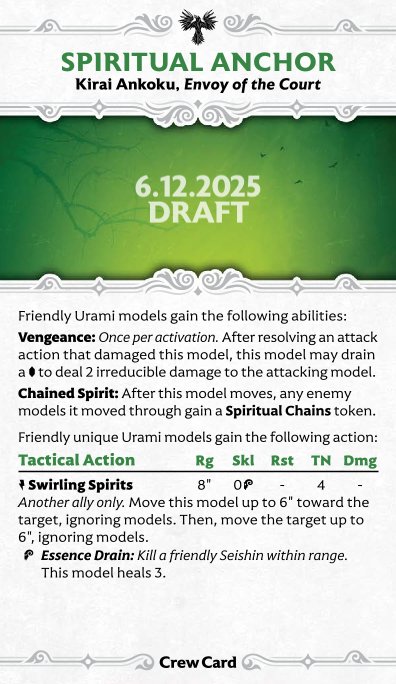 SPIRITUAL ANCHOR
Kirai Ankoku, Envoy of the Court
6.12.2025
DRAFT
Friendly Urami models gain the following abilities:
Vengeance: Once per activation. After resolving an attack
action that damaged this model, this model may drain
a to deal 2 irreducible damage to the attacking model.
Chained Spirit: After this model moves, any enemy
models it moved through gain a Spiritual Chains token.
Friendly unique Urami models gain the following action:
Tactical Action Rg Skl Rst TN Dmg
Swirling Spirits 8" 0 - 4 -
Another ally only. Move this model up to 6" toward the
target, ignoring models. Then, move the target up to
6", ignoring models.
Essence Drain: Kill a friendly Seishin within range.
This model heals 3.
Crew Card